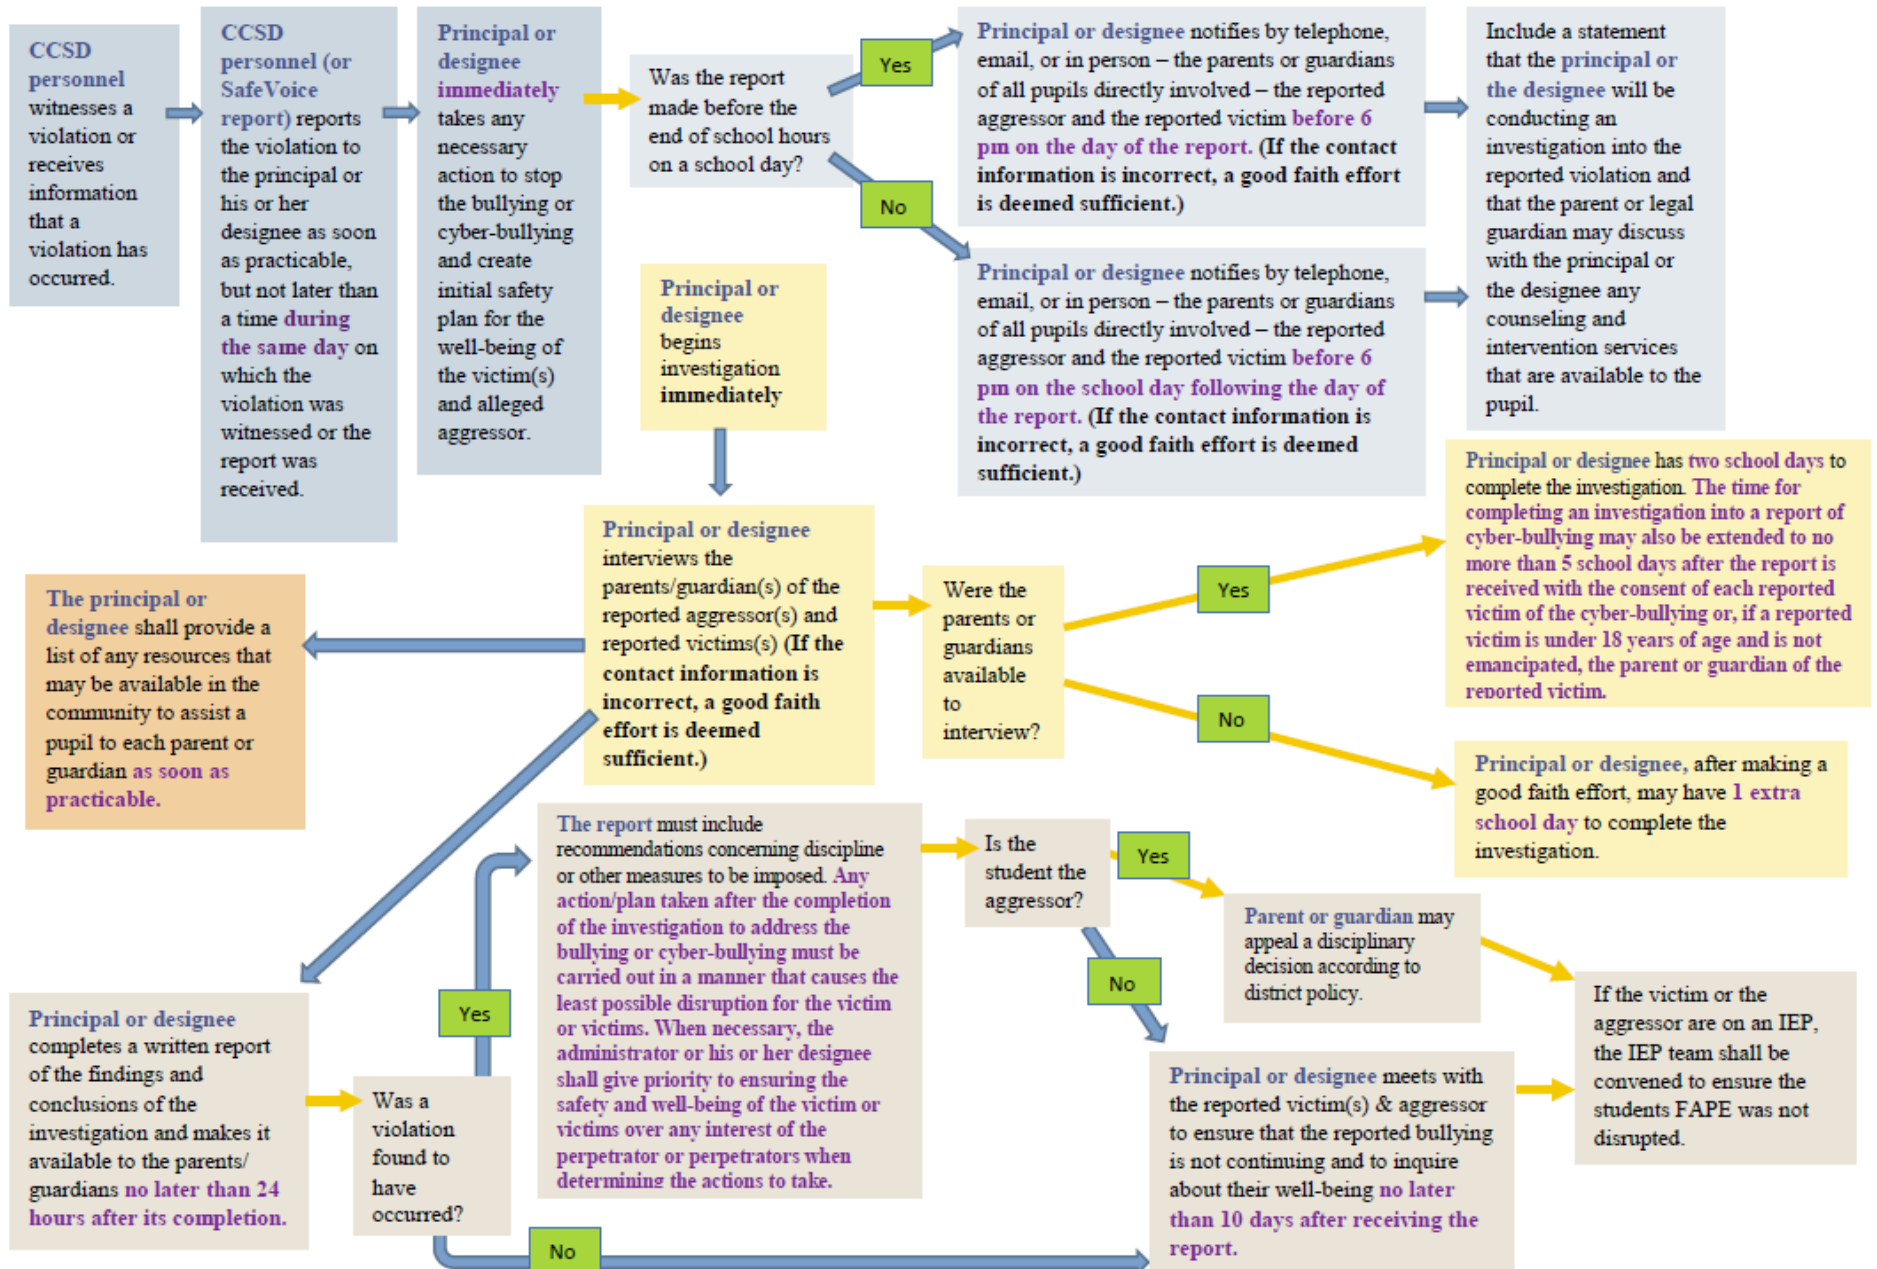 CCSD
personnel
witnesses a
violation or
receives
information
that a
violation has
occurred.
CCSD
personnel (or
SafeVoice
report) reports
the violation to
the principal or
his or her
designee as soon
as practicable,
but not later than
a time during
the same day on
which the
violation was
witnessed or the
report was
received.
Principal or
designee
immediately
takes any
necessary
action to stop
the bullying or
cyber-bullying
and create
initial safety
plan for the
well-being of
the victim(s)
and alleged
aggressor.
Was the report
made before the
end of school hours
on a school day?
Yes
No
Principal or designee notifies by telephone,
email, or in person – the parents or guardians
of all pupils directly involved – the reported
aggressor and the reported victim before 6
pm on the day of the report. (If the contact
information is incorrect, a good faith effort
is deemed sufficient.)
Principal or designee notifies by telephone,
email, or in person – the parents or guardians
of all pupils directly involved – the reported
aggressor and the reported victim before 6
pm on the school day following the day of
the report. (If the contact information is
incorrect, a good faith effort is deemed
sufficient.)
Include a statement
that the principal or
the designee will be
conducting an
investigation into the
reported violation and
that the parent or legal
guardian may discuss
with the principal or
the designee any
counseling and
intervention services
that are available to the
pupil.
Principal or
designee
begins
investigation
immediately
Principal or designee
interviews the
parents/guardian(s) of the
reported aggressor(s) and
reported victims(s) (If the
contact information is
incorrect, a good faith
effort is deemed
sufficient.)
The principal or
designee shall provide a
list of any resources that
may be available in the
community to assist a
pupil to each parent or
guardian as soon as
practicable.
Were the
parents or
guardians
available
to
interview?
Yes
No
Principal or designee has two school days to
complete the investigation. The time for
completing an investigation into a report of
cyber-bullying may also be extended to no
more than 5 school days after the report is
received with the consent of each reported
victim of the cyber-bullying or, if a reported
victim is under 18 years of age and is not
emancipated, the parent or guardian of the
reported victim.
Principal or designee, after making a
good faith effort, may have 1 extra
school day to complete the
investigation.
Principal or designee
completes a written report
of the findings and
conclusions of the
investigation and makes it
available to the parents/
guardians no later than 24
hours after its completion.
Was a
violation
found to
have
occurred?
Yes
No
The report must include
recommendations concerning discipline
or other measures to be imposed. Any
action/plan taken after the completion
of the investigation to address the
bullying or cyber-bullying must be
carried out in a manner that causes the
least possible disruption for the victim
or victims. When necessary, the
administrator or his or her designee
shall give priority to ensuring the
safety and well-being of the victim or
victims over any interest of the
perpetrator or perpetrators when
determining the actions to take.
Is the
student the
aggressor?
Yes
No
Parent or guardian may
appeal a disciplinary
decision according to
district policy.
Principal or designee meets with
the reported victim(s) & aggressor
to ensure that the reported bullying
is not continuing and to inquire
about their well-being no later
than 10 days after receiving the
report.
If the victim or the
aggressor are on an IEP,
the IEP team shall be
convened to ensure the
students FAPE was not
disrupted.